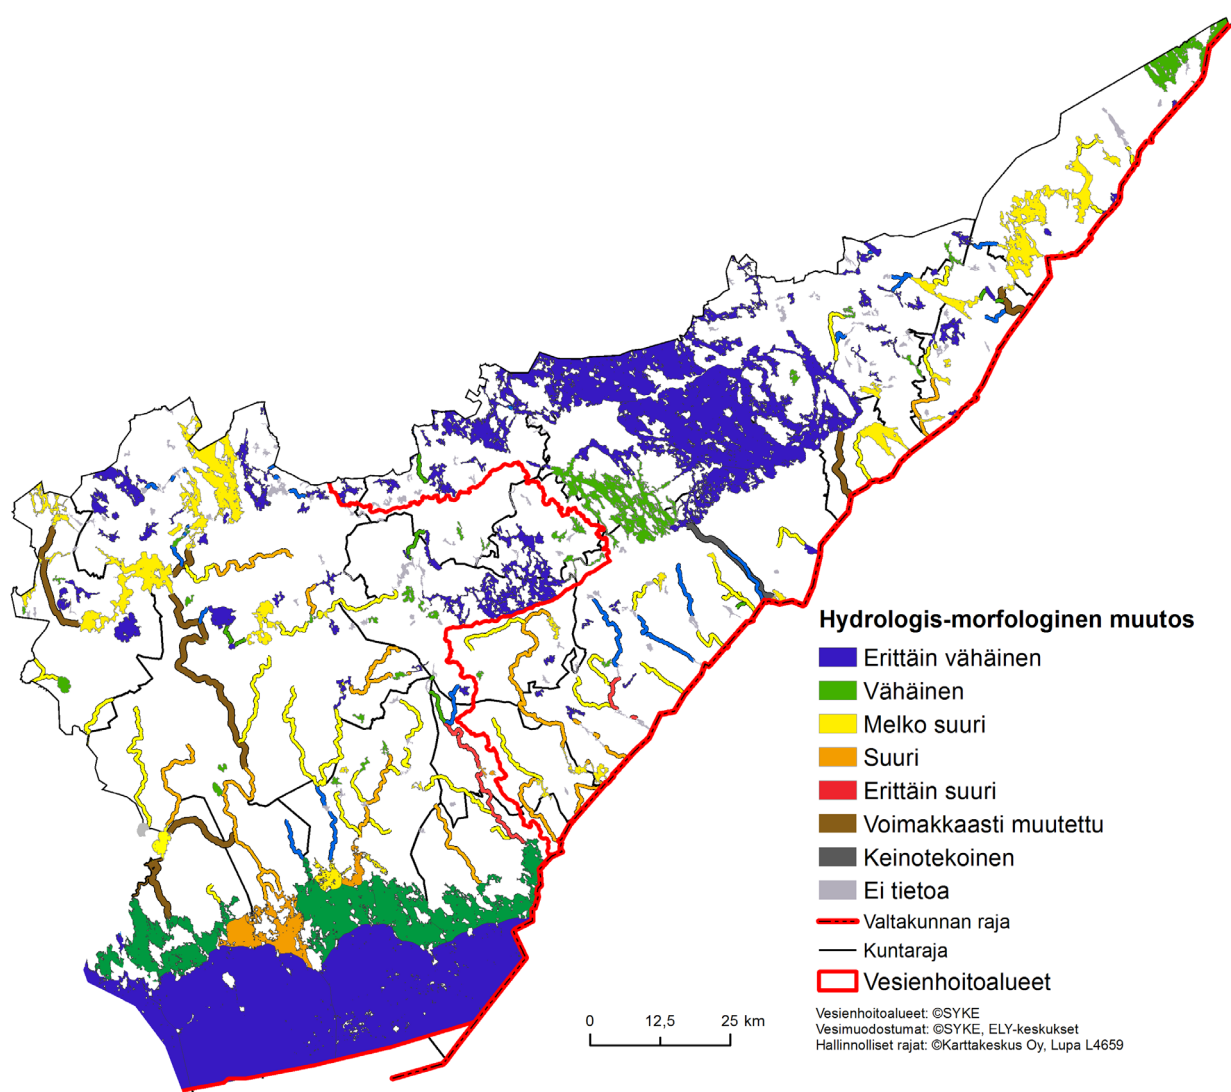 Hydrologis-morfologinen muutos
Erittäin vähäinen
Vähäinen
Melko suuri
Suuri
Erittäin suuri
Voimakkaasti muutettu
Keinotekoinen
Ei tietoa
Valtakunnan raja
Kuntaraja
Vesienhoitoalueet
0 12,5 25 km
Vesienhoitoalueet: ©SYKE
Vesimuodostumat: ©SYKE, ELY-keskukset
Hallinnolliset rajat: ©Karttakeskus Oy, Lupa L4659